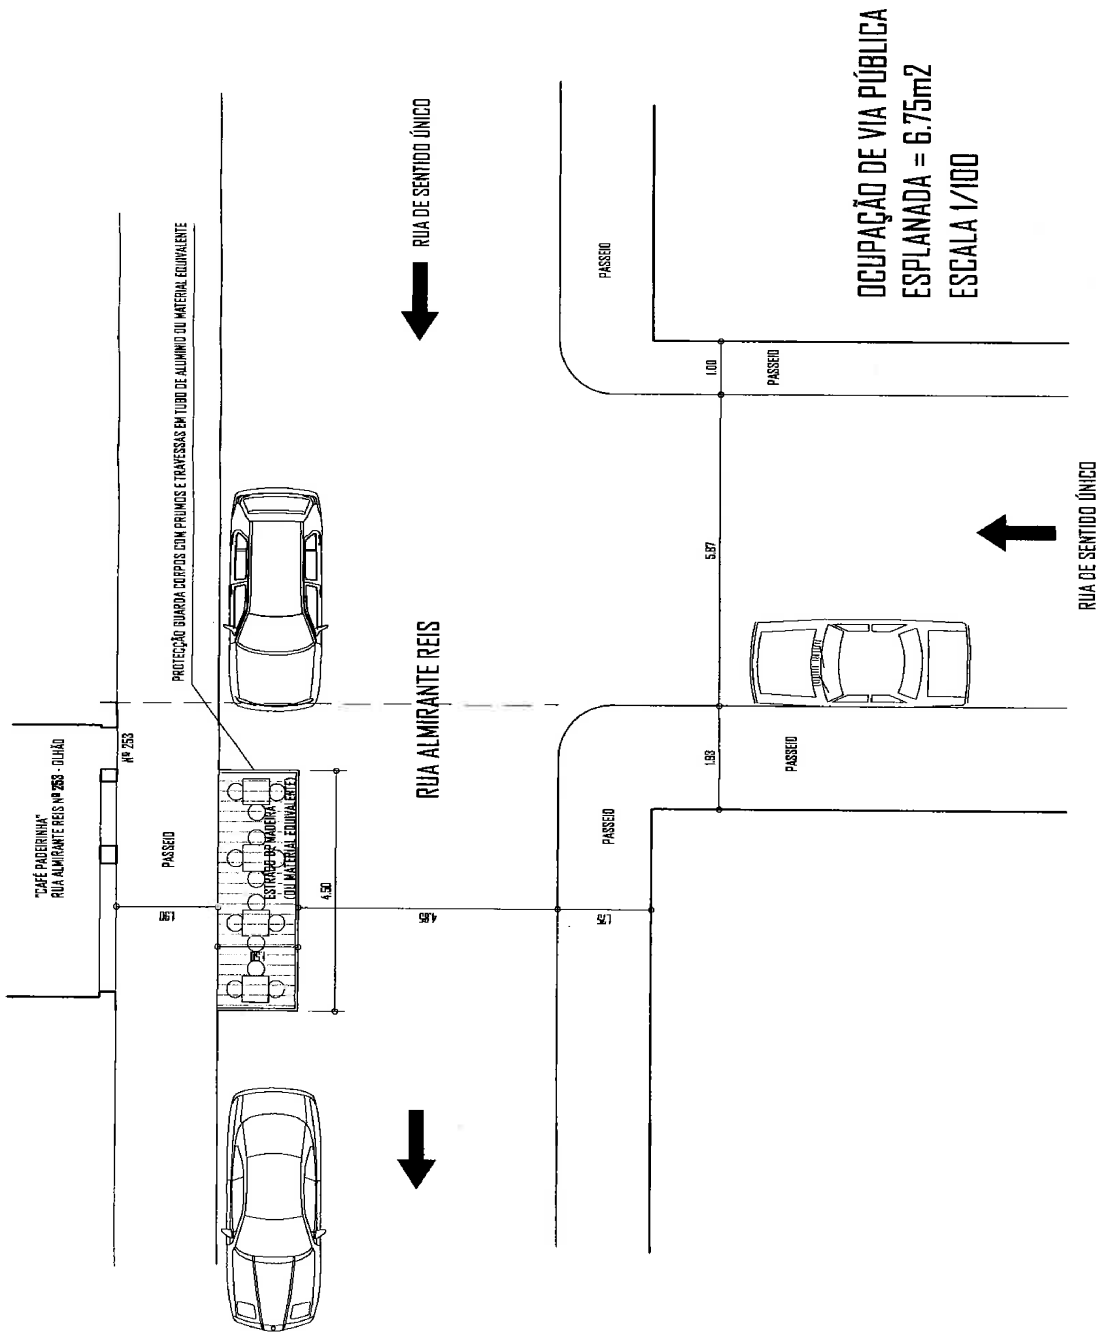 "CAFÉ PADEIRINHA"
RUA ALMIRANTE REIS Nº 253 - OLHÃO
Nº 253
PROTECÇÃO GUARDA CORPOS COM PRUMOS E TRAVESSAS EM TUBO DE ALUMINIO OU MATERIAL EQUIVALENTE
PASSEIO
1.90
ESTRADO DE MADEIRA
(OU MATERIAL EQUIVALENTE)
4.50
RUA ALMIRANTE REIS
RUA DE SENTIDO ÚNICO
4.85
1.75
PASSEIO
PASSEIO
1.93
5.87
1.00
PASSEIO
PASSEIO
RUA DE SENTIDO ÚNICO
OCUPAÇÃO DE VIA PÚBLICA
ESPLANADA = 6.75m2
ESCALA 1/100